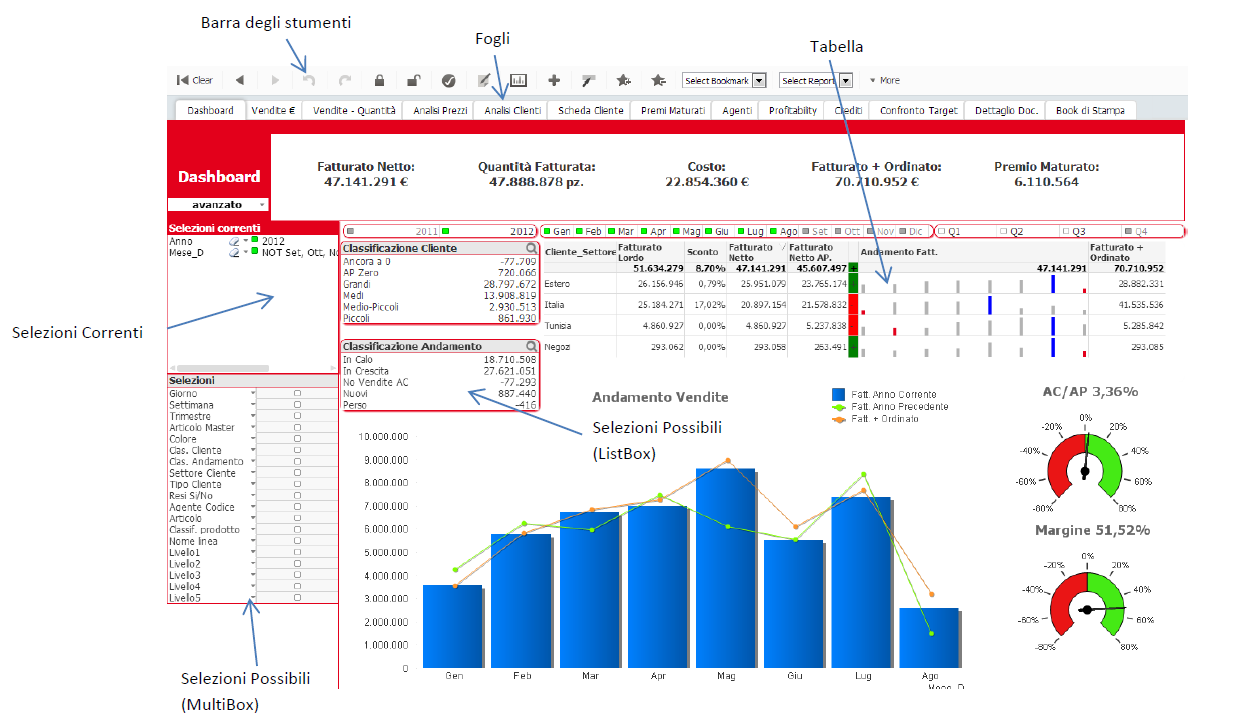 Barra degli stumenti
Fogli
Tabella
Clear
Select Bookmark
Select Report
More
Dashboard
Vendite €
Vendite - Quantità
Analisi Prezzi
Analisi Clienti
Scheda Cliente
Premi Maturati
Agenti
Profitability
Crediti
Confronto Target
Dettaglio Doc.
Book di Stampa
Dashboard
avanzato
Fatturato Netto:
47.141.291 €
Quantità Fatturata:
47.888.878 pz.
Costo:
22.854.360 €
Fatturato + Ordinato:
70.710.952 €
Premio Maturato:
6.110.564
Selezioni correnti
Anno 2012
Mese_D NOT Set, Ott, No
2011 2012
Gen Feb Mar Apr Mag Giu Lug Ago Set Ott Nov Dic
Q1 Q2 Q3 Q4
Classificazione Cliente
Ancora a 0 -77.709
AP Zero 720.066
Grandi 28.797.672
Medi 13.908.819
Medio-Piccoli 2.930.513
Piccoli 861.930
Classificazione Andamento
In Calo 18.710.508
In Crescita 27.621.051
No Vendite AC -77.293
Nuovi 887.440
Perso -416
Cliente_Settore Fatturato Lordo Sconto Fatturato Netto Fatturato Netto AP. Andamento Fatt. Fatturato + Ordinato
51.634.279 8,70% 47.141.291 45.607.497 47.141.291 70.710.952
Estero 26.156.946 0,79% 25.951.079 23.765.174 28.882.331
Italia 25.184.271 17,02% 20.897.154 21.578.832 41.535.536
Tunisia 4.860.927 0,00% 4.860.927 5.237.838 5.285.842
Negozi 293.062 0,00% 293.058 263.491 293.085
Selezioni Correnti
Selezioni
Giorno
Settimana
Trimestre
Articolo Master
Colore
Clas. Cliente
Clas. Andamento
Settore Cliente
Tipo Cliente
Resi Si/No
Agente Codice
Articolo
Classif. prodotto
Nome linea
Livello1
Livello2
Livello3
Livello4
Livello5
Selezioni Possibili
(ListBox)
Andamento Vendite
Fatt. Anno Corrente
Fatt. Anno Precedente
Fatt. + Ordinato
10.000.000
9.000.000
8.000.000
7.000.000
6.000.000
5.000.000
4.000.000
3.000.000
2.000.000
1.000.000
0
Gen Feb Mar Apr Mag Giu Lug Ago
Mese_D
AC/AP 3,36%
0%
-20% 20%
-40% 40%
-60% 60%
-80% 80%
Margine 51,52%
0%
-20% 20%
-40% 40%
-60% 60%
-80% 80%
Selezioni Possibili
(MultiBox)